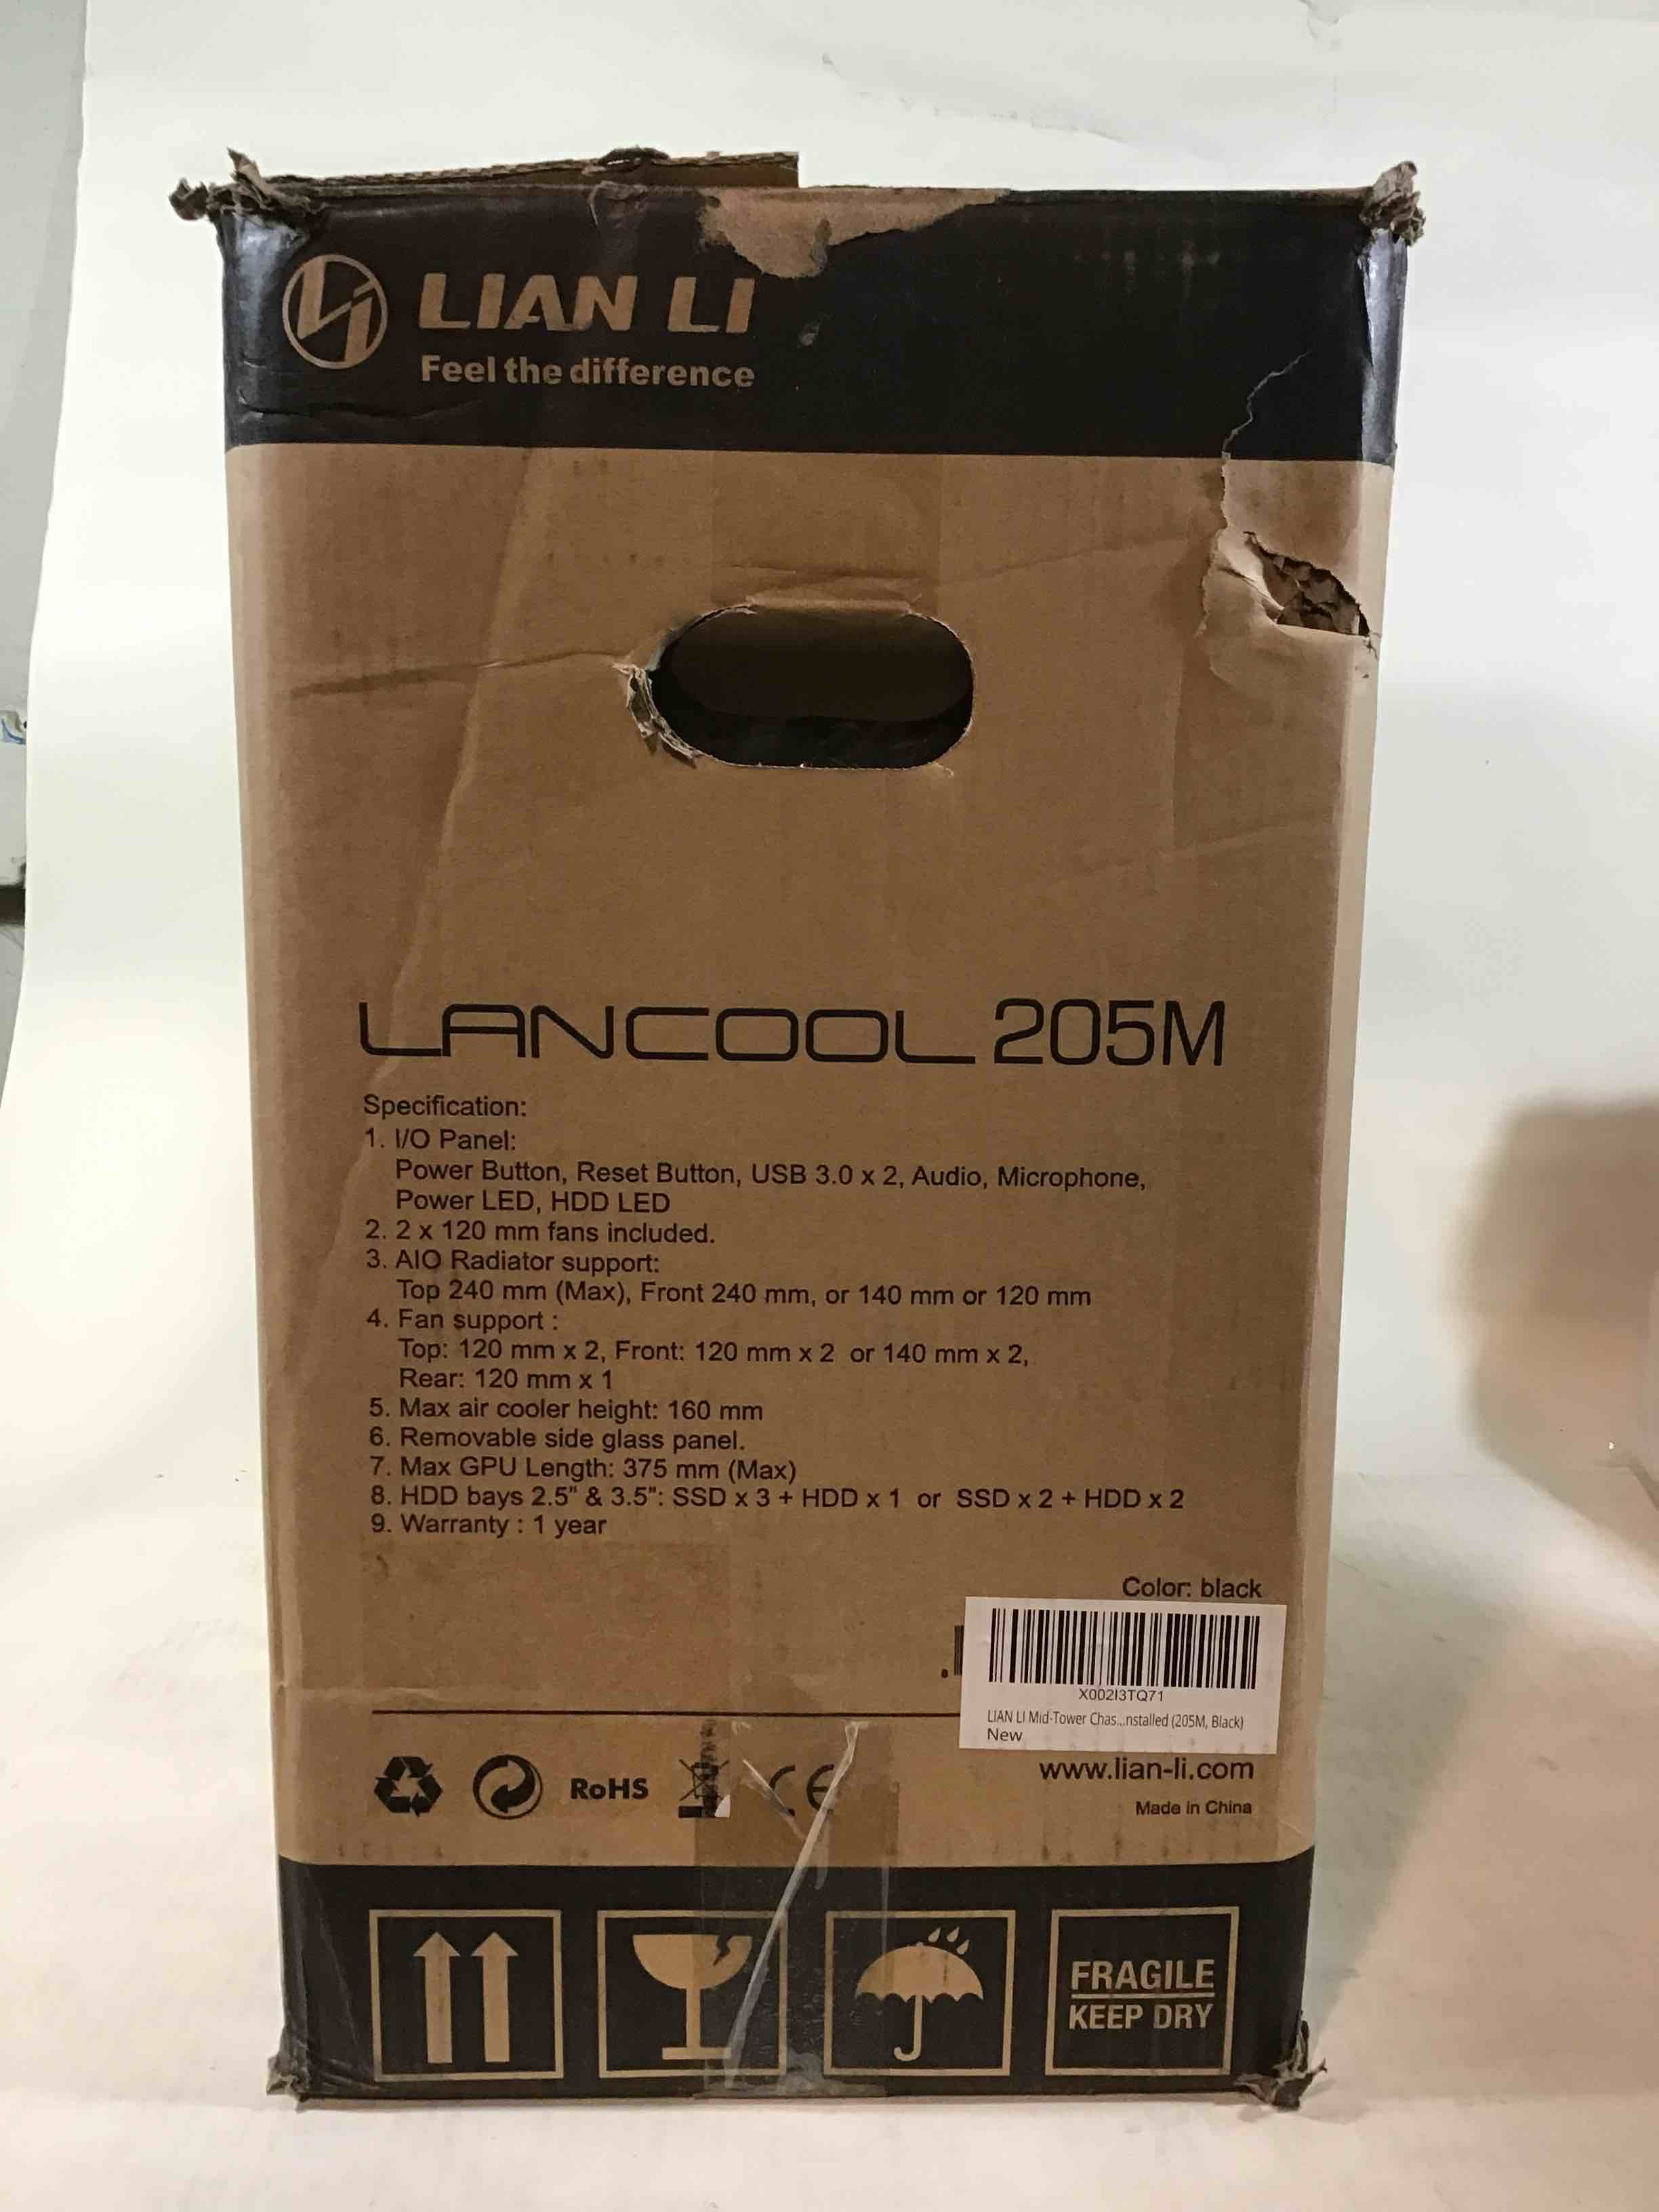 LIAN LI
Feel the difference
LANCOOL 205M
Specification:
1. I/O Panel:
Power Button, Reset Button, USB 3.0 x 2, Audio, Microphone,
Power LED, HDD LED
2. 2 x 120 mm fans included.
3. AIO Radiator support:
Top 240 mm (Max), Front 240 mm, or 140 mm or 120 mm
4. Fan support :
Top: 120 mm x 2, Front: 120 mm x 2 or 140 mm x 2,
Rear: 120 mm x 1
5. Max air cooler height: 160 mm
6. Removable side glass panel.
7. Max GPU Length: 375 mm (Max)
8. HDD bays 2.5" & 3.5": SSD x 3 + HDD x 1 or SSD x 2 + HDD x 2
9. Warranty : 1 year
Color: black
X002I3TQ71
LIAN LI Mid-Tower Chas...nstalled (205M, Black)
New
RoHS
CE
www.lian-li.com
Made in China
FRAGILE
KEEP DRY